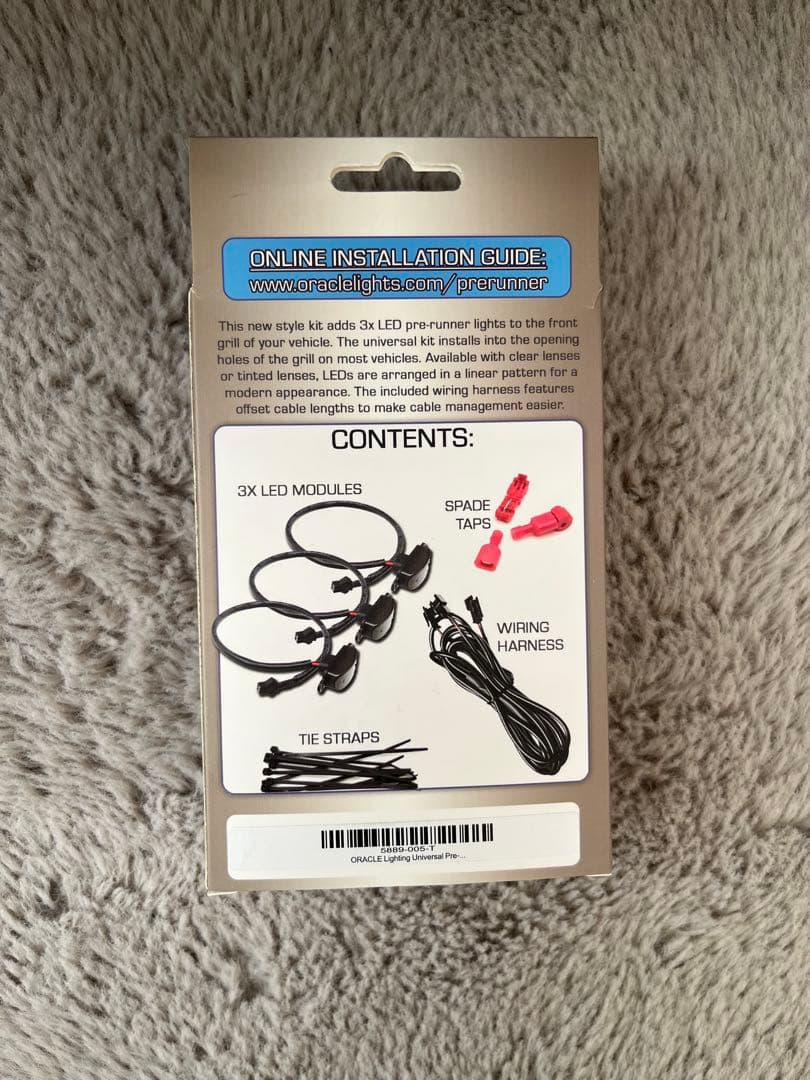 ONLINE INSTALLATION GUIDE:
www.oraclelights.com/prerunner
This new style kit adds 3x LED pre-runner lights to the front
grill of your vehicle. The universal kit installs into the opening
holes of the grill on most vehicles. Available with clear lenses
or tinted lenses, LEDs are arranged in a linear pattern for a
modern appearance. The included wiring harness features
offset cable lengths to make cable management easier.
CONTENTS:
3X LED MODULES
SPADE
TAPS
WIRING
HARNESS
TIE STRAPS
5889-005-T
ORACLE Lighting Universal Pre-...